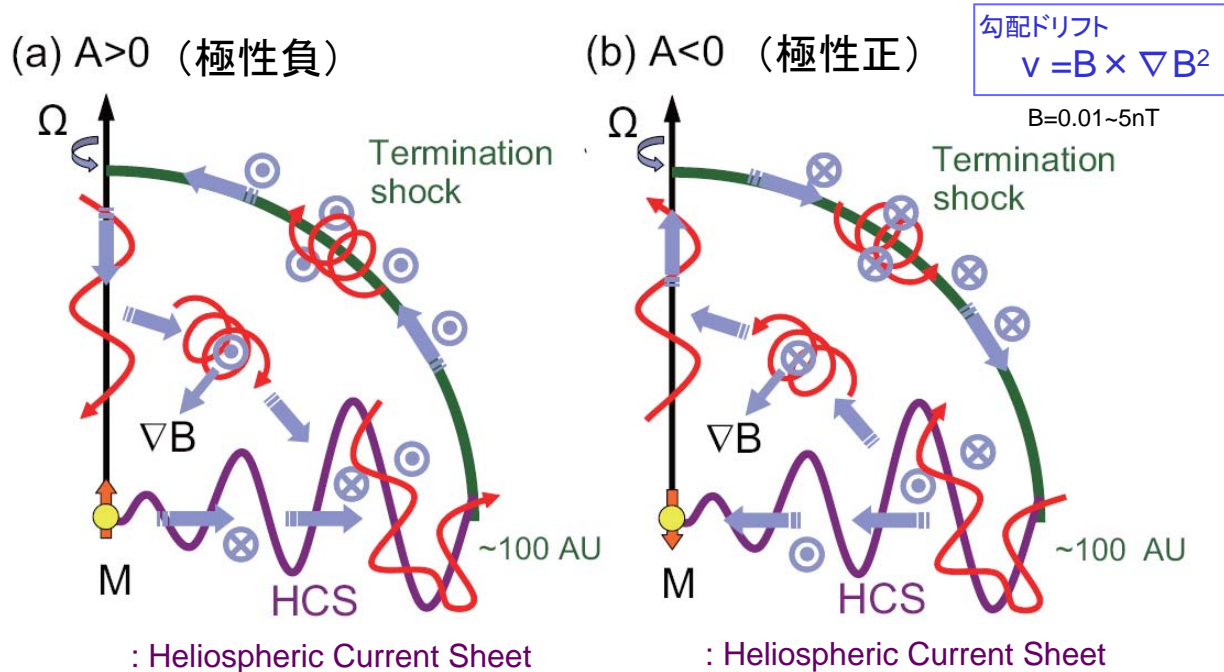 (a) A>0 （極性負）
Ω
Termination
shock
∇B
M
HCS
~100 AU
: Heliospheric Current Sheet
(b) A<0 （極性正）
Ω
Termination
shock
∇B
M
HCS
~100 AU
: Heliospheric Current Sheet
勾配ドリフト
v =B × ∇B²
B=0.01~5nT